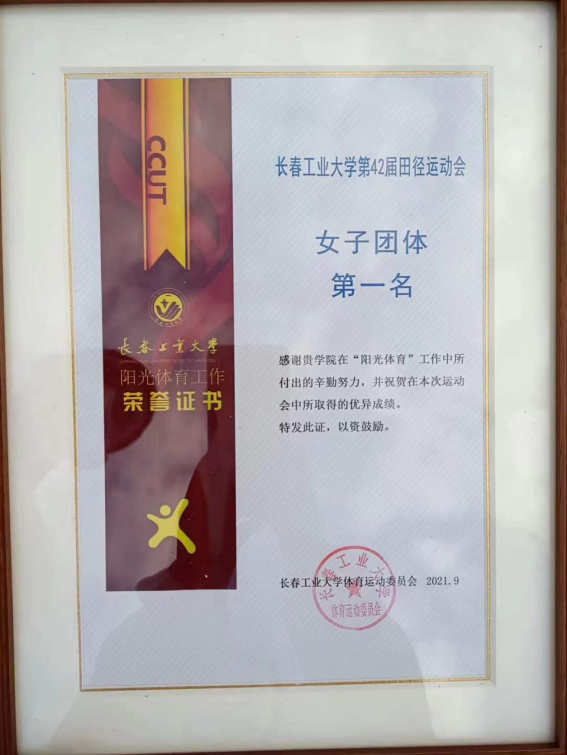 CCUT
长春工业大学
阳光体育工作
荣誉证书
长春工业大学第42届田径运动会
女子团体
第一名
感谢贵学院在“阳光体育”工作中所
付出的辛勤努力，并祝贺在本次运动
会中所取得的优异成绩。
特发此证，以资鼓励。
长春工业大学体育运动委员会 2021.9
长春工业大学
体育运动委员会